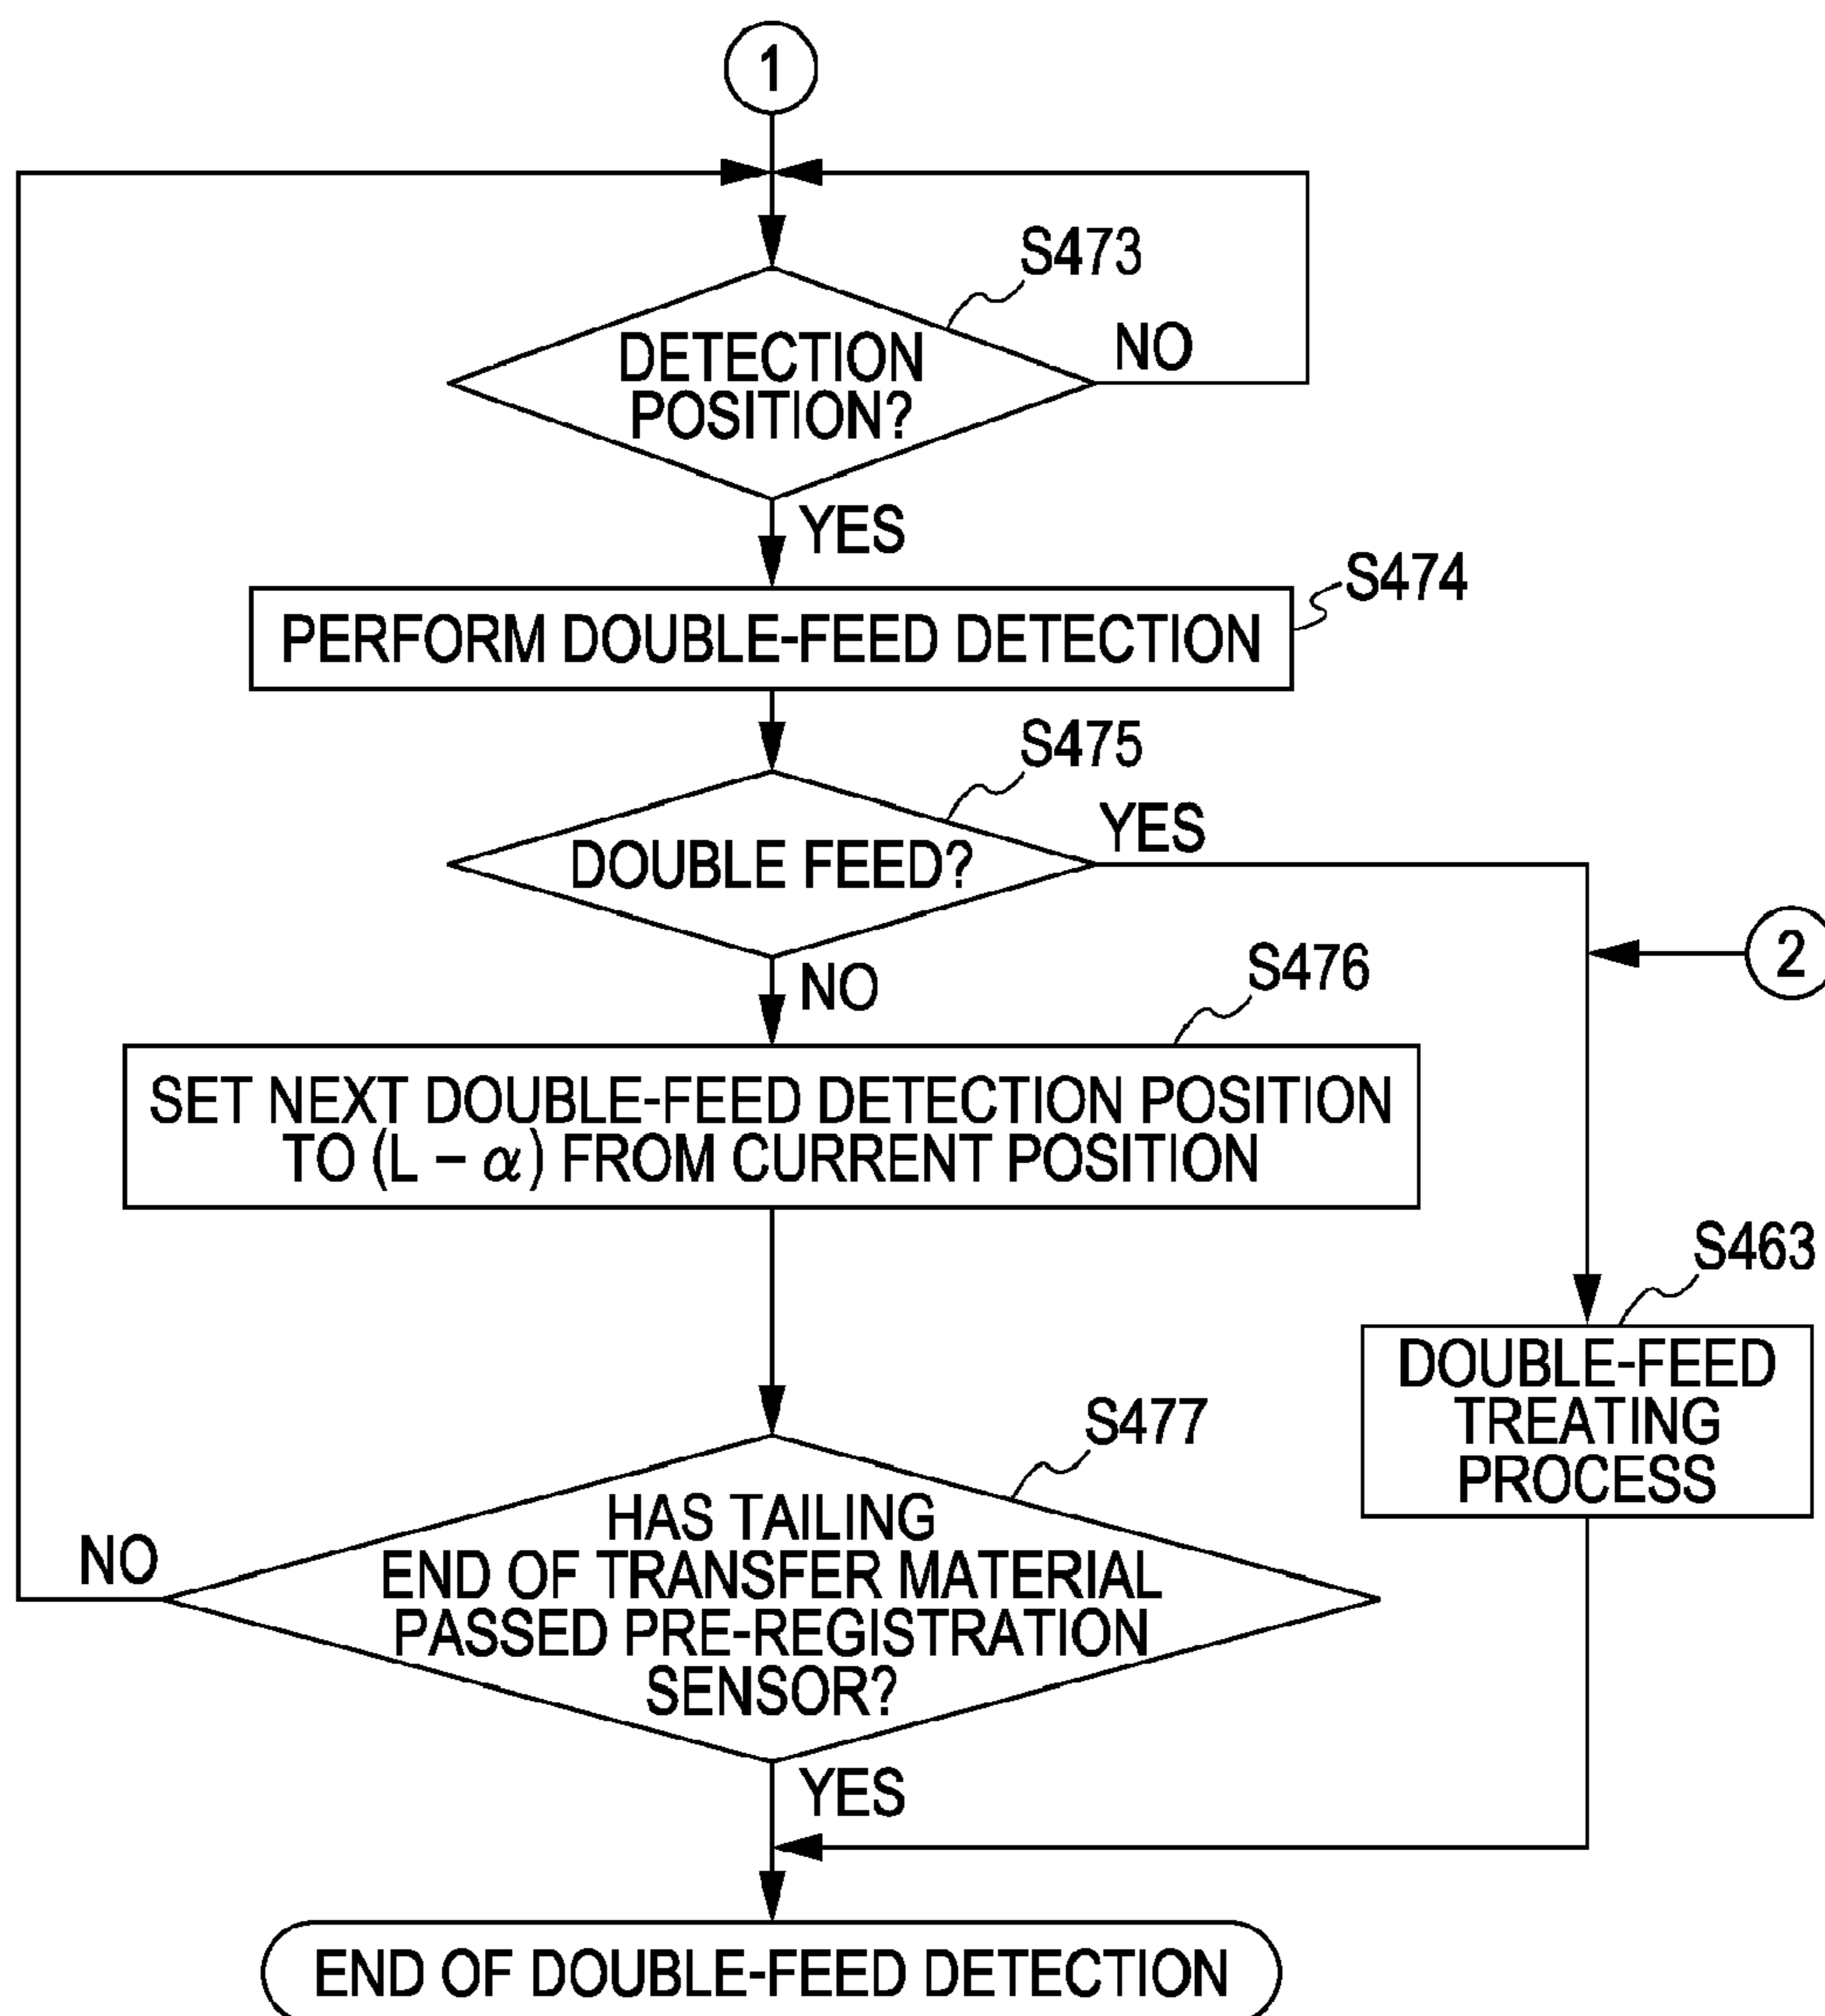 1
S473
DETECTION
POSITION?
NO
YES
S474
PERFORM DOUBLE-FEED DETECTION
S475
DOUBLE FEED?
YES
2
NO
S476
SET NEXT DOUBLE-FEED DETECTION POSITION
TO (L – α) FROM CURRENT POSITION
S463
DOUBLE-FEED
TREATING
PROCESS
S477
HAS TAILING
END OF TRANSFER MATERIAL
PASSED PRE-REGISTRATION
SENSOR?
NO
YES
END OF DOUBLE-FEED DETECTION